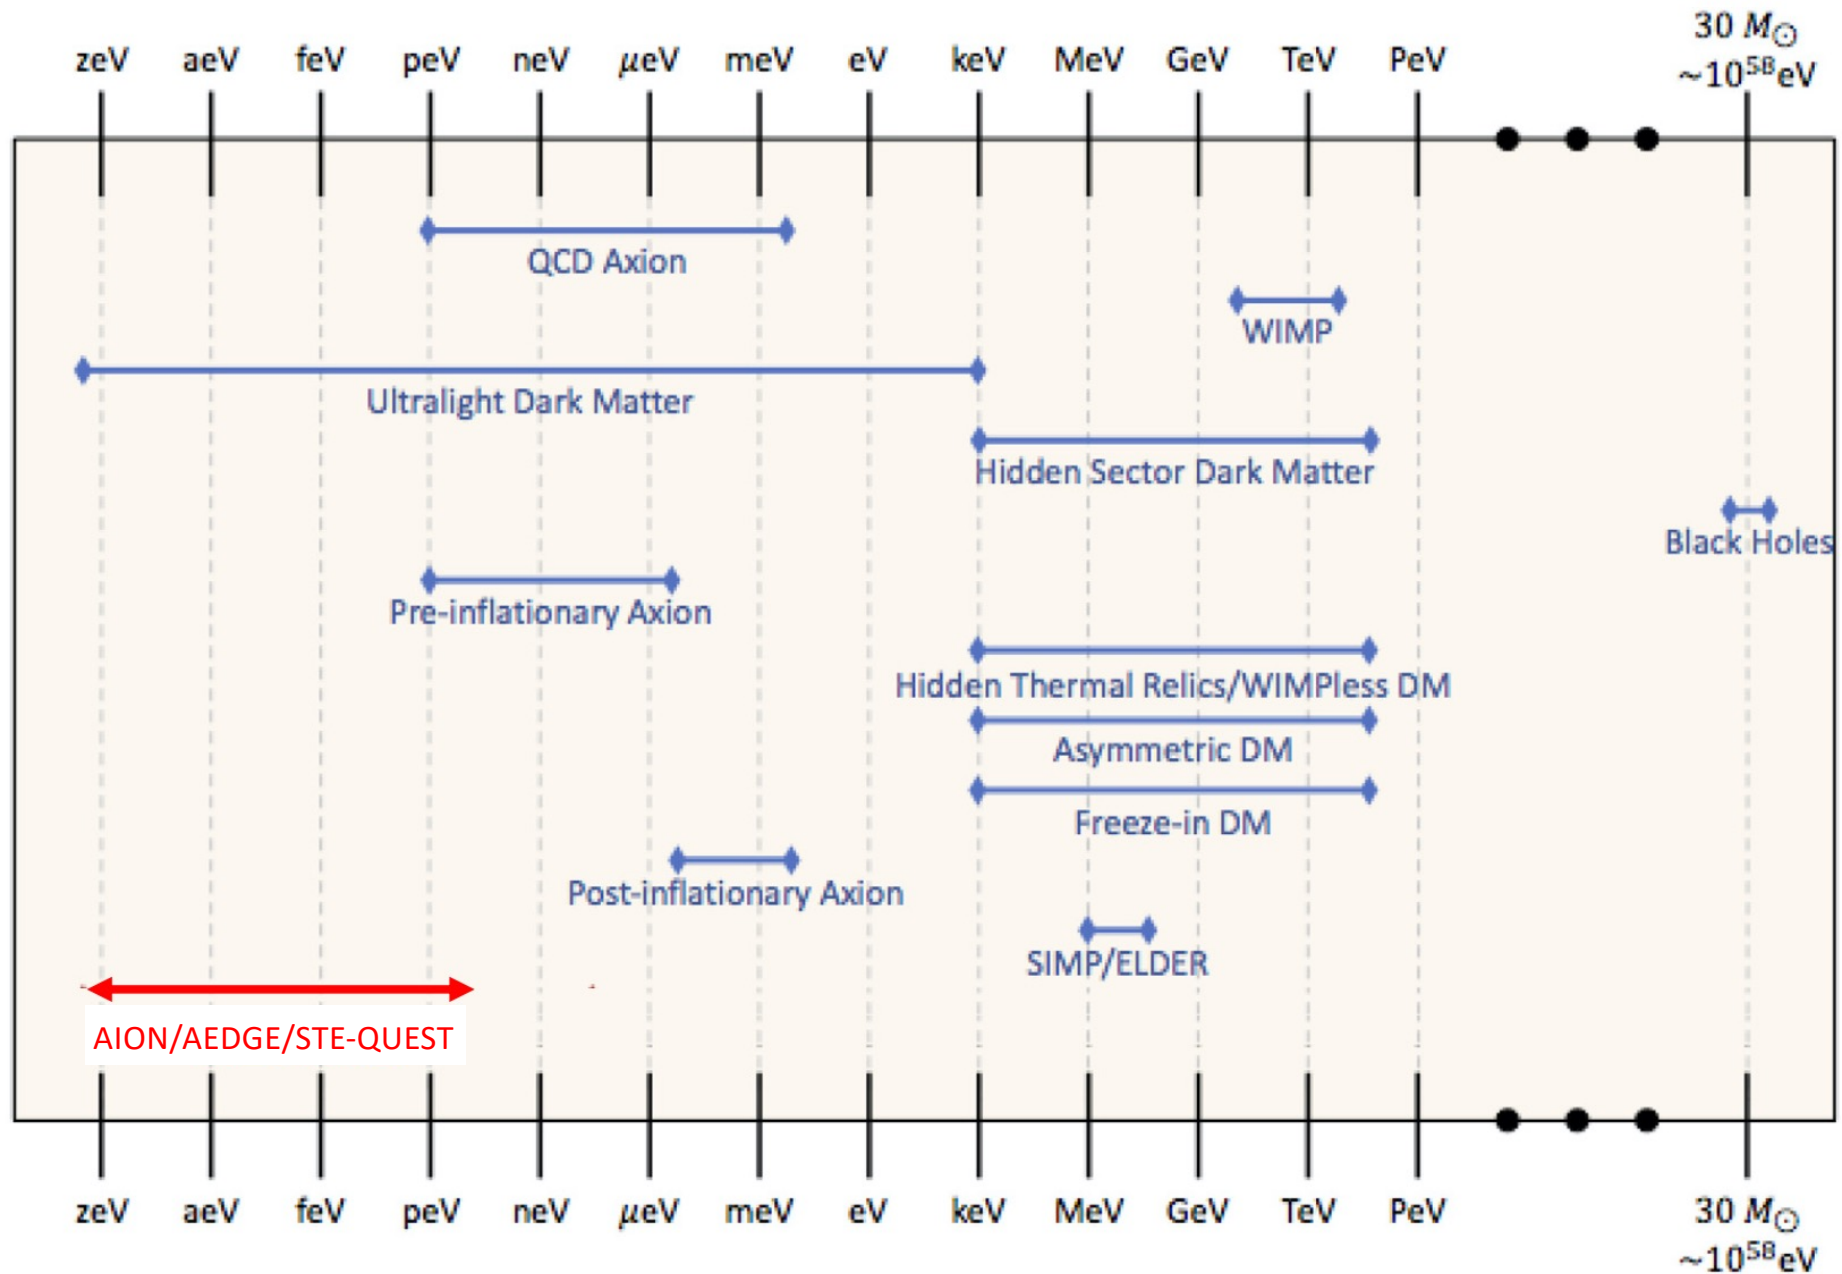 zeV aeV feV peV neV μeV meV eV keV MeV GeV TeV PeV 30 M☉
~10⁵⁸eV
QCD Axion
WIMP
Ultralight Dark Matter
Hidden Sector Dark Matter
Black Holes
Pre-inflationary Axion
Hidden Thermal Relics/WIMPless DM
Asymmetric DM
Freeze-in DM
Post-inflationary Axion
SIMP/ELDER
AION/AEDGE/STE-QUEST
zeV aeV feV peV neV μeV meV eV keV MeV GeV TeV PeV 30 M☉
~10⁵⁸eV